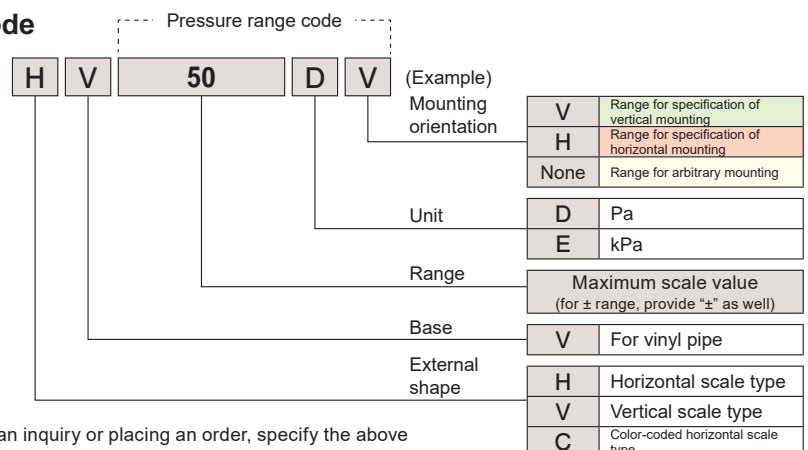 ode
Pressure range code
H V 50 D V (Example)
Mounting
orientation
V Range for specification of
vertical mounting
H Range for specification of
horizontal mounting
None Range for arbitrary mounting
Unit
D Pa
E kPa
Range
Maximum scale value
(for ± range, provide “±” as well)
Base
V For vinyl pipe
External
shape
H Horizontal scale type
V Vertical scale type
C Color-coded horizontal scale
type
an inquiry or placing an order, specify the above